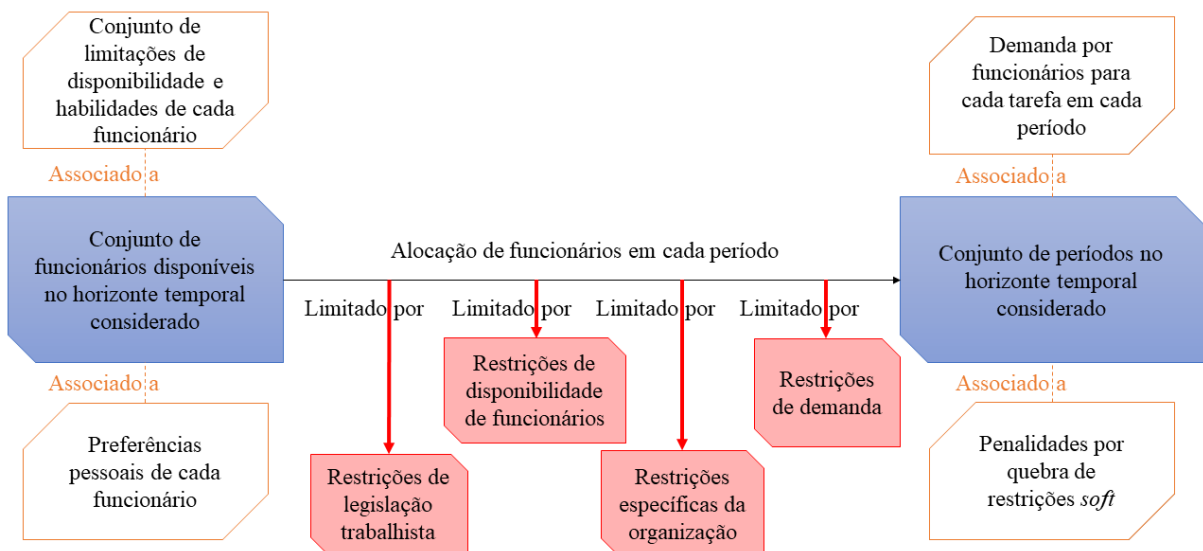 Conjunto de
limitações de
disponibilidade e
habilidades de cada
funcionário
Associado a
Conjunto de
funcionários disponíveis
no horizonte temporal
considerado
Associado a
Preferências
pessoais de cada
funcionário
Alocação de funcionários em cada período
Limitado por
Limitado por
Limitado por
Limitado por
Restrições de
legislação
trabalhista
Restrições de
disponibilidade
de funcionários
Restrições
específicas da
organização
Restrições
de demanda
Demanda por
funcionários para
cada tarefa em cada
período
Associado a
Conjunto de períodos no
horizonte temporal
considerado
Associado a
Penalidades por
quebra de
restrições soft